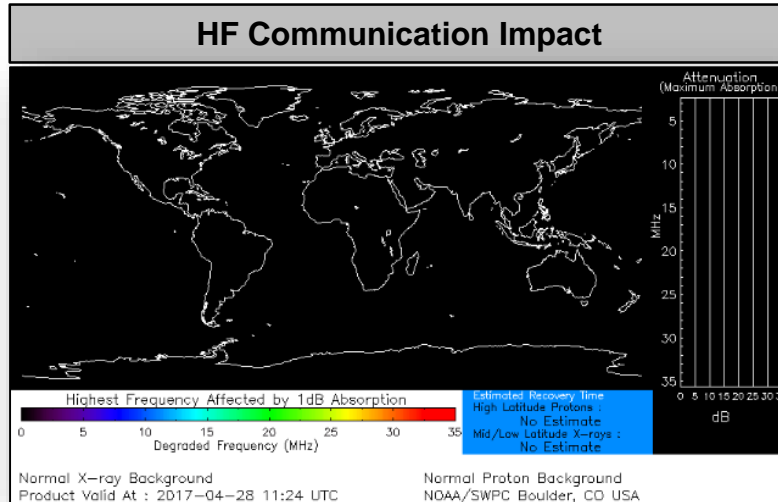 HF Communication Impact
Attenuation
(Maximum Absorption
5
10
15
20
25
30
35
MHz
0 5 10 15 20 25 30
dB
Highest Frequency Affected by 1dB Absorption
0 5 10 15 20 25 30 35
Degraded Frequency (MHz)
Estimated Recovery Time
High Latitude Protons :
No Estimate
Mid/Low Latitude X-rays :
No Estimate
Normal X-ray Background
Product Valid At : 2017-04-28 11:24 UTC
Normal Proton Background
NOAA/SWPC Boulder, CO USA